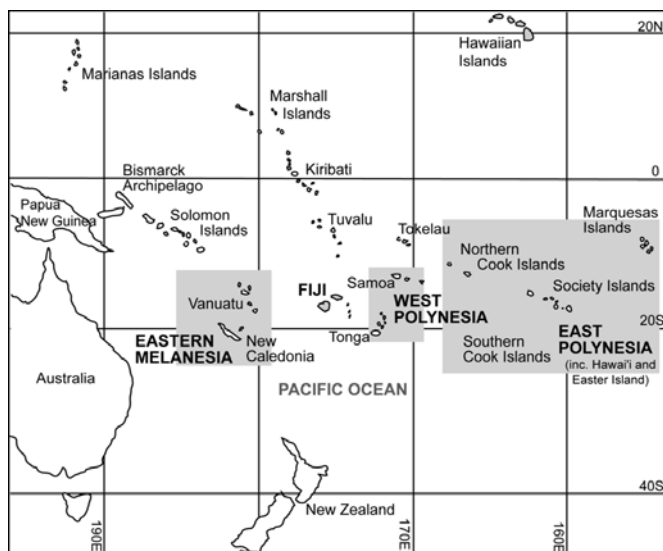 20N
Hawaiian
Islands
Marianas Islands
Marshall
Islands
Kiribati
0
Bismarck
Archipelago
Papua
New Guinea
Solomon
Islands
Tuvalu
Tokelau
Marquesas
Islands
Northern
Cook Islands
Samoa
Society Islands
Vanuatu
FIJI
WEST
POLYNESIA
20S
EASTERN
MELANESIA
New
Caledonia
Tonga
Southern
Cook Islands
EAST
POLYNESIA
(inc. Hawai'i and
Easter Island)
Australia
PACIFIC OCEAN
40S
New Zealand
190E
170E
160E